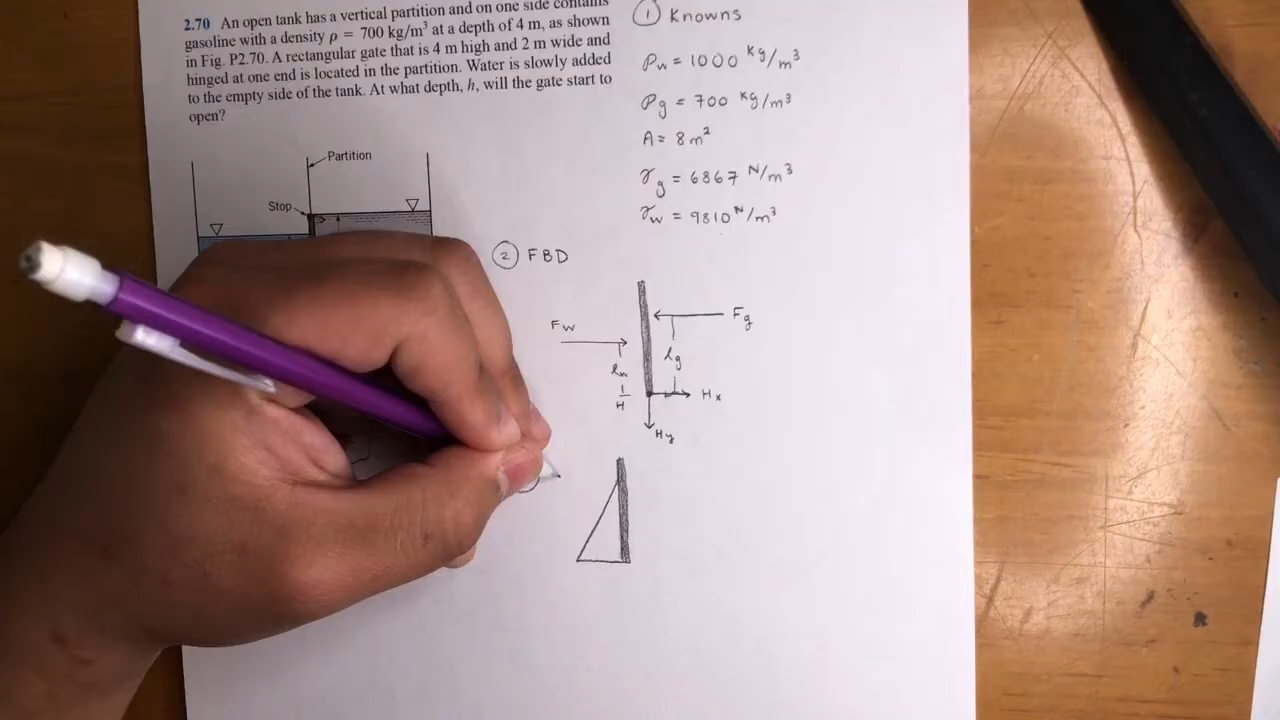 2.70 An open tank has a vertical partition and on one side contains
gasoline with a density ρ = 700 kg/m³ at a depth of 4 m, as shown
in Fig. P2.70. A rectangular gate that is 4 m high and 2 m wide and
hinged at one end is located in the partition. Water is slowly added
to the empty side of the tank. At what depth, h, will the gate start to
open?
Partition
Stop
① Knowns
ρw = 1000 kg/m³
ρg = 700 kg/m³
A = 8m²
γg = 6867 N/m³
γw = 9810 N/m³
② FBD
Fw
Fg
lg
lw
H
Hx
Hy